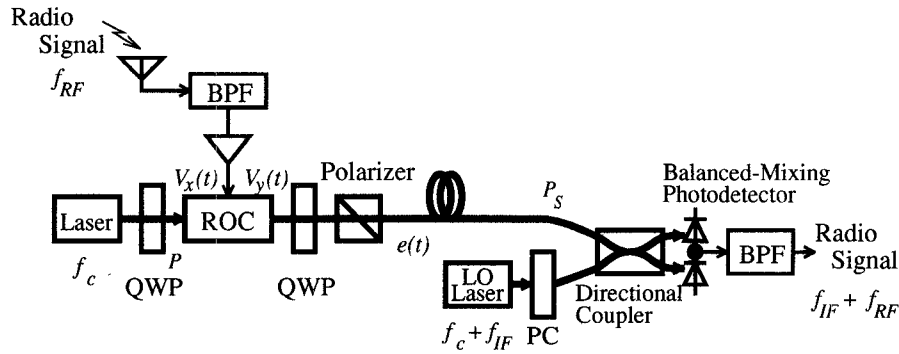 Radio
Signal
f_RF
BPF
V_x(t)
V_y(t)
Polarizer
Laser
ROC
P
f_c
QWP
QWP
e(t)
P_S
Balanced-Mixing
Photodetector
LO
Laser
f_c + f_IF
PC
Directional
Coupler
BPF
Radio
Signal
f_IF + f_RF